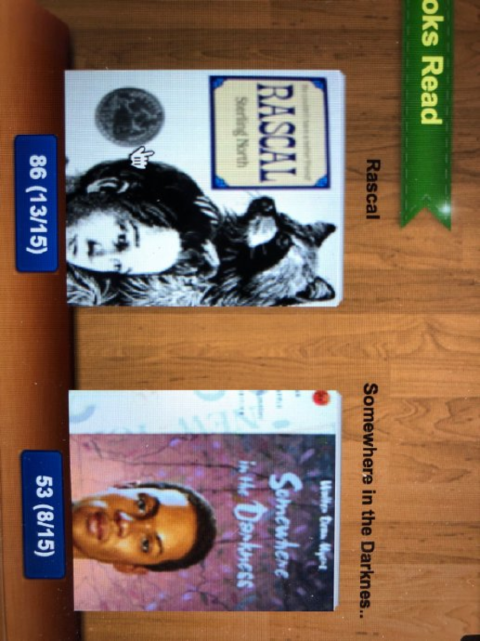 oks Read
Rascal
RASCAL
Sterling North
86 (13/15)
Somewhere in the Darknes..
Walter Dean Myers
Somewhere
in the Darkness
53 (8/15)